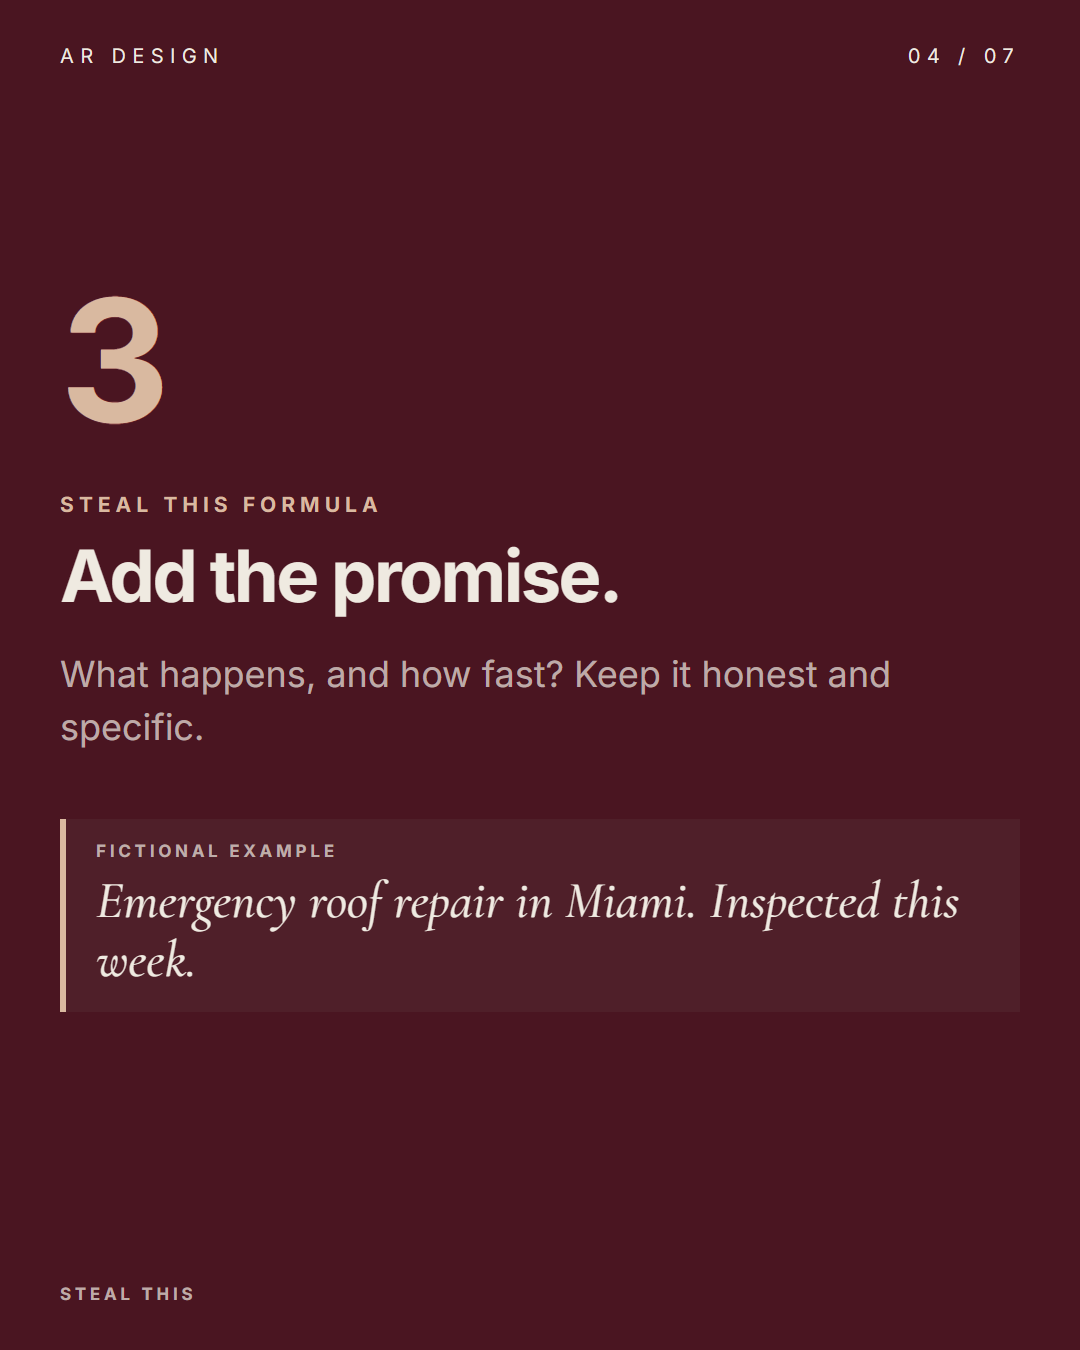 AR DESIGN
04 / 07
3
STEAL THIS FORMULA
Add the promise.
What happens, and how fast? Keep it honest and
specific.
FICTIONAL EXAMPLE
Emergency roof repair in Miami. Inspected this
week.
STEAL THIS